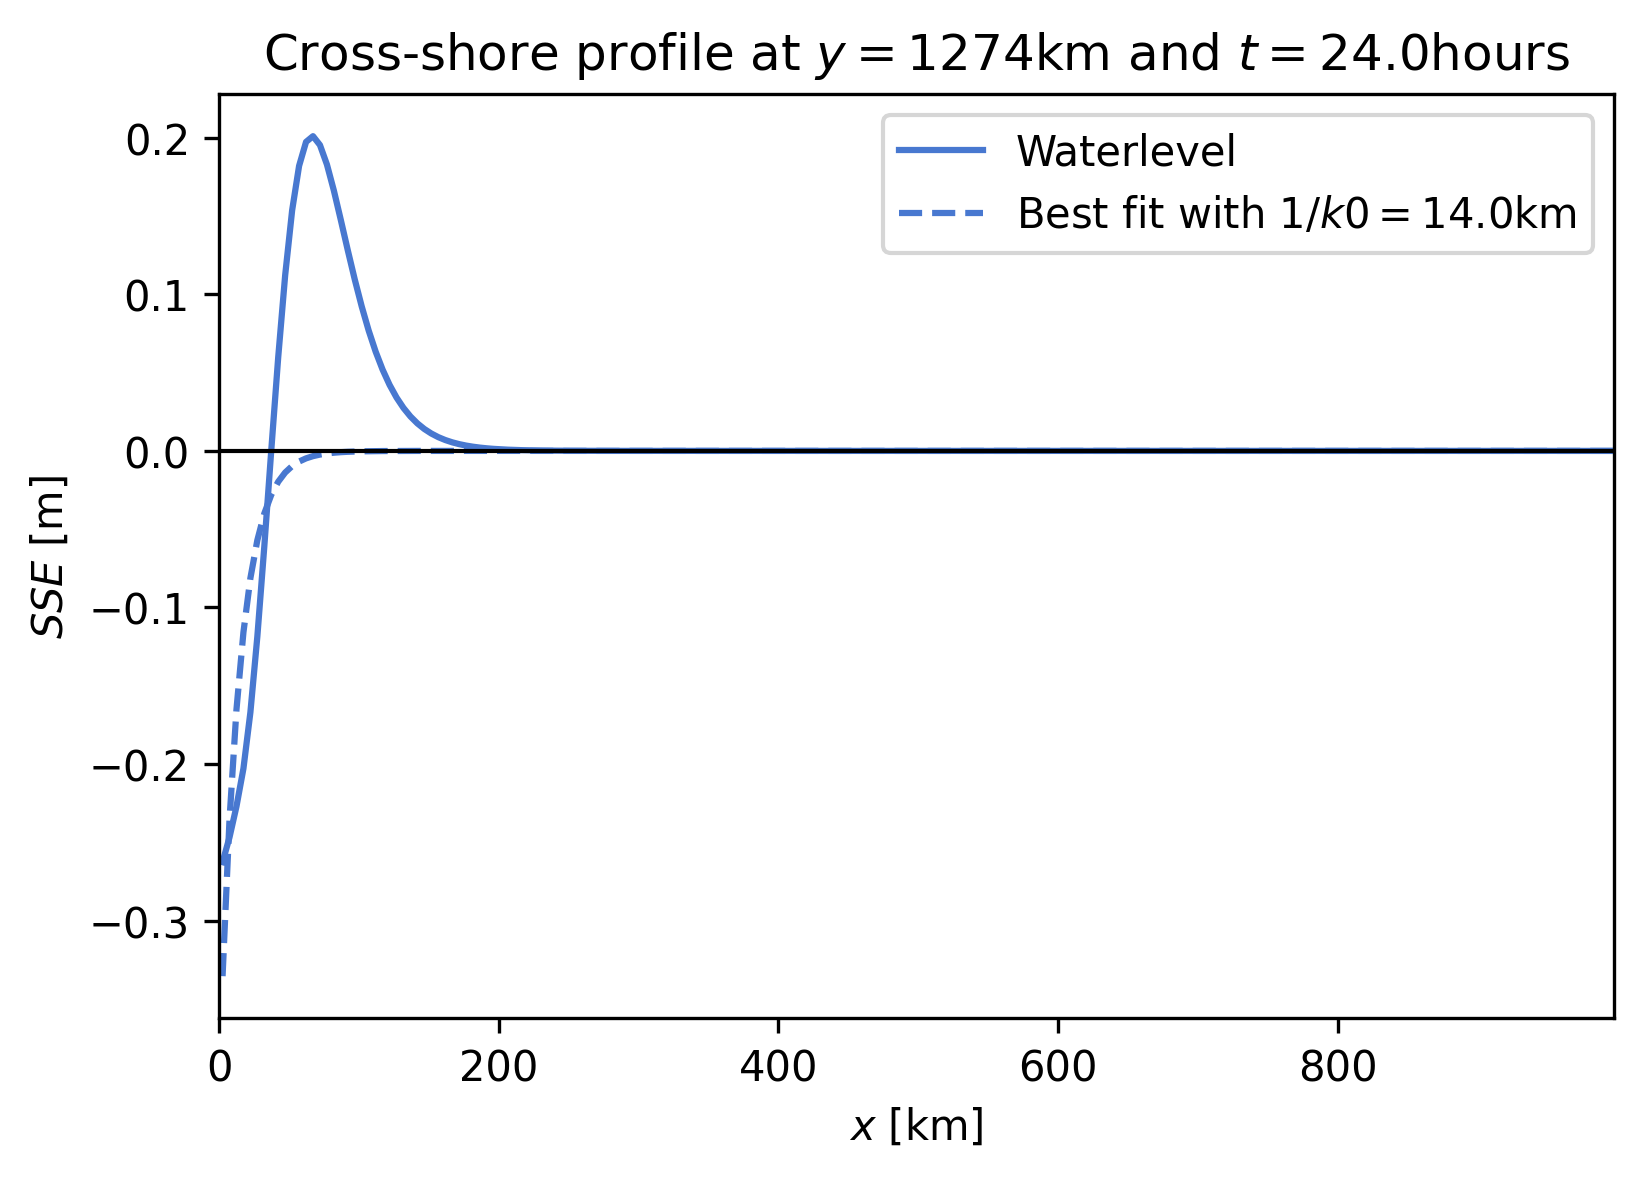 Cross-shore profile at y = 1274km and t = 24.0hours
Waterlevel
Best fit with 1/k0 = 14.0km
0.2
0.1
0.0
−0.1
−0.2
−0.3
SSE [m]
0 200 400 600 800
x [km]